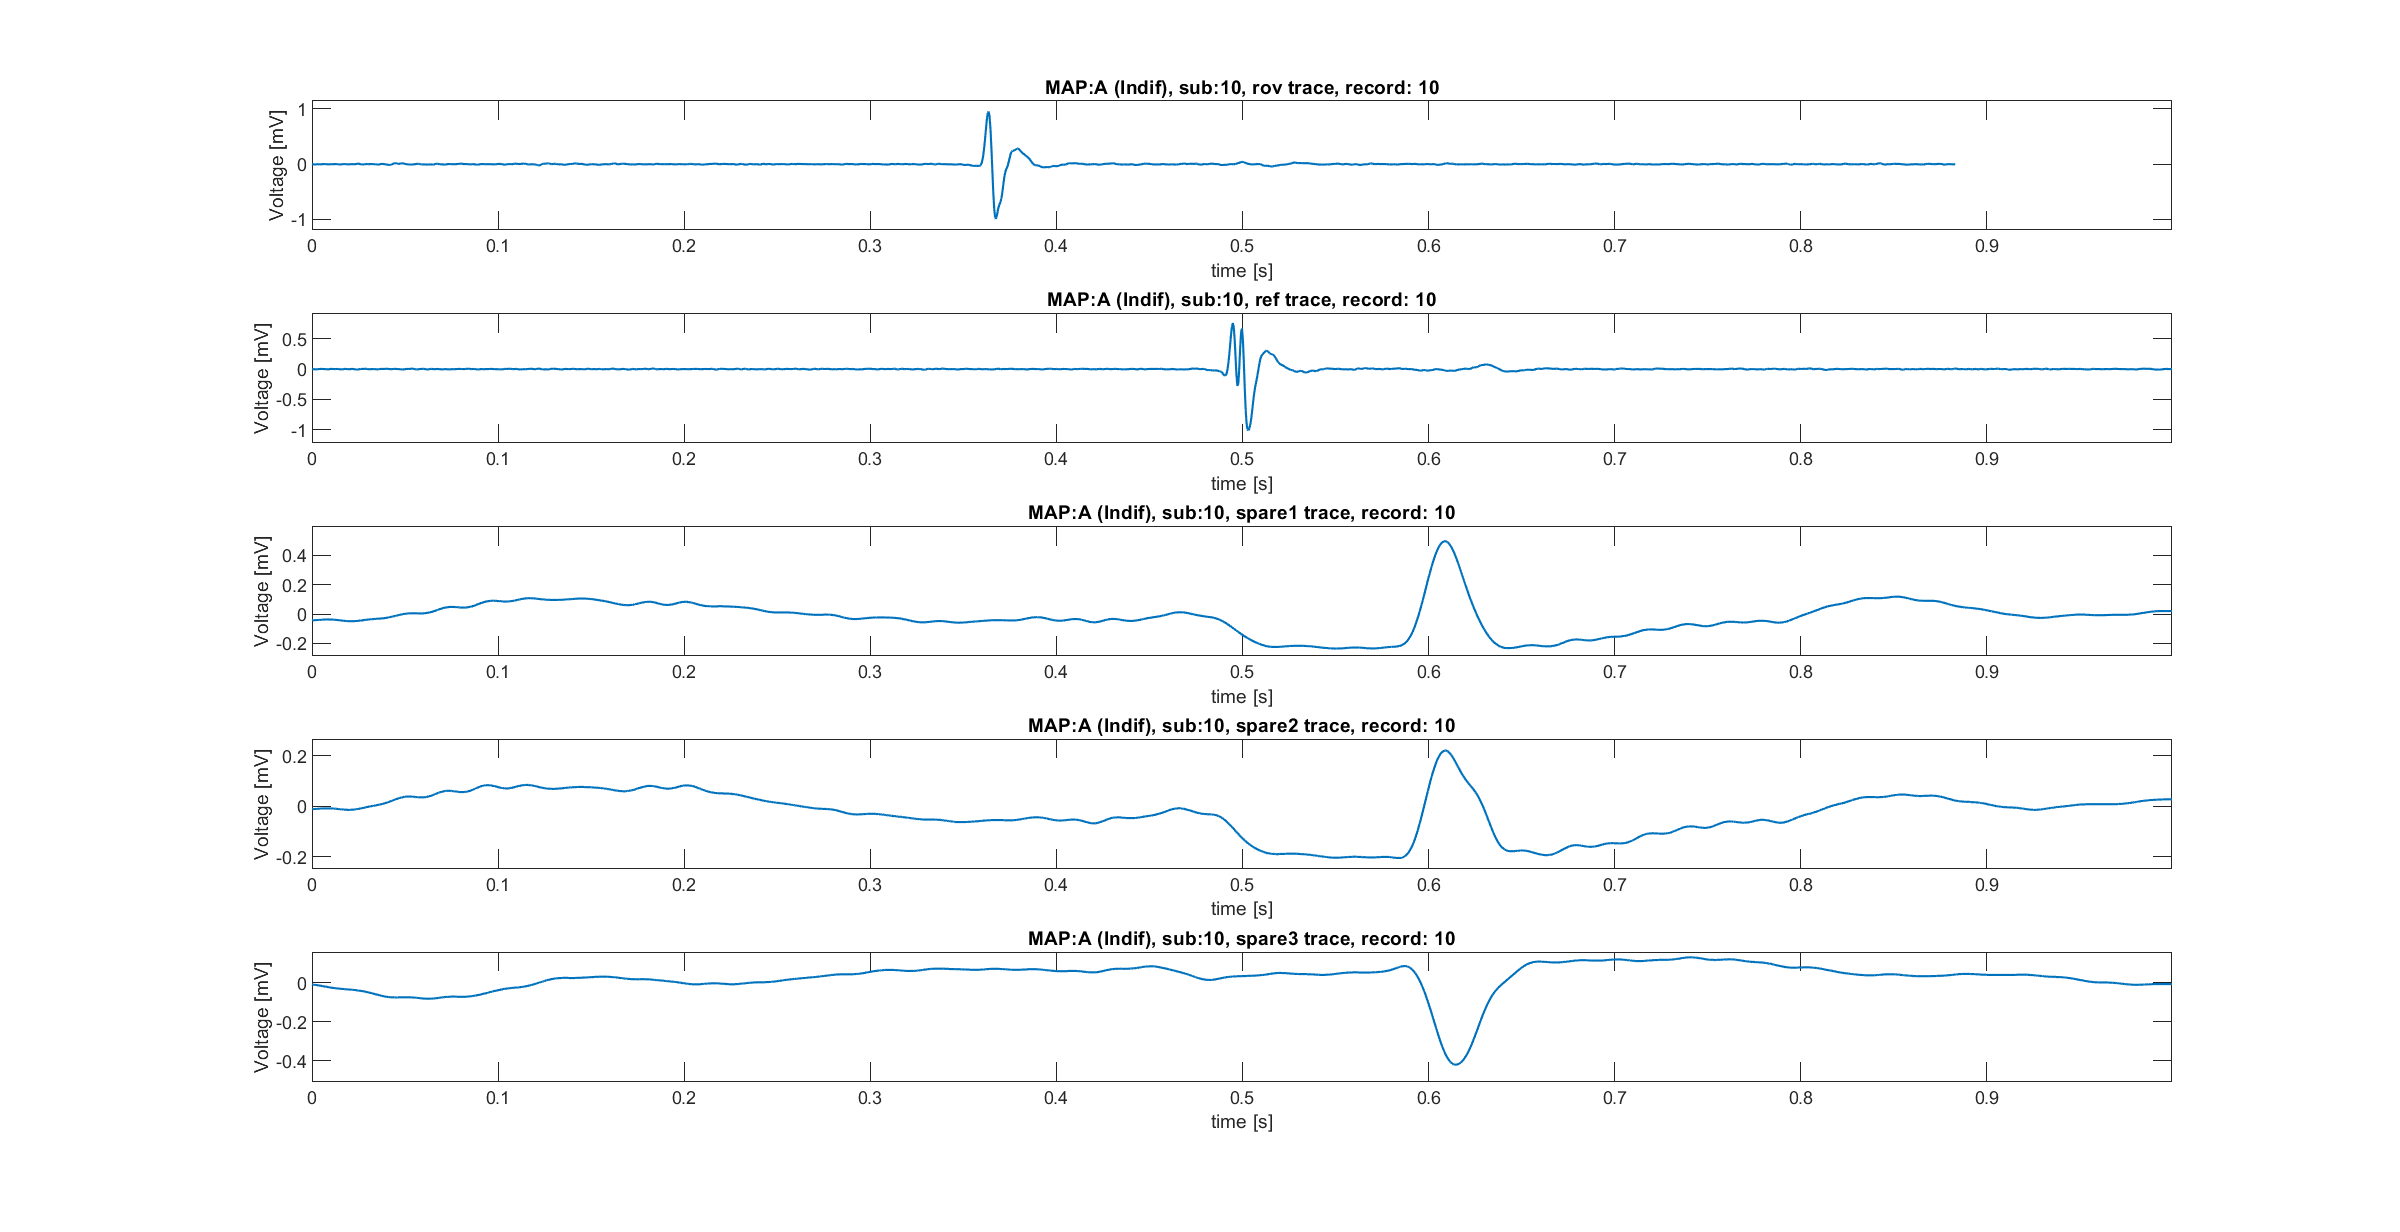 MAP:A (Indif), sub:10, rov trace, record: 10
Voltage [mV]
1
0
-1
0 0.1 0.2 0.3 0.4 0.5 0.6 0.7 0.8 0.9
time [s]
MAP:A (Indif), sub:10, ref trace, record: 10
Voltage [mV]
0.5
0
-0.5
-1
0 0.1 0.2 0.3 0.4 0.5 0.6 0.7 0.8 0.9
time [s]
MAP:A (Indif), sub:10, spare1 trace, record: 10
Voltage [mV]
0.4
0.2
0
-0.2
0 0.1 0.2 0.3 0.4 0.5 0.6 0.7 0.8 0.9
time [s]
MAP:A (Indif), sub:10, spare2 trace, record: 10
Voltage [mV]
0.2
0
-0.2
0 0.1 0.2 0.3 0.4 0.5 0.6 0.7 0.8 0.9
time [s]
MAP:A (Indif), sub:10, spare3 trace, record: 10
Voltage [mV]
0
-0.2
-0.4
0 0.1 0.2 0.3 0.4 0.5 0.6 0.7 0.8 0.9
time [s]